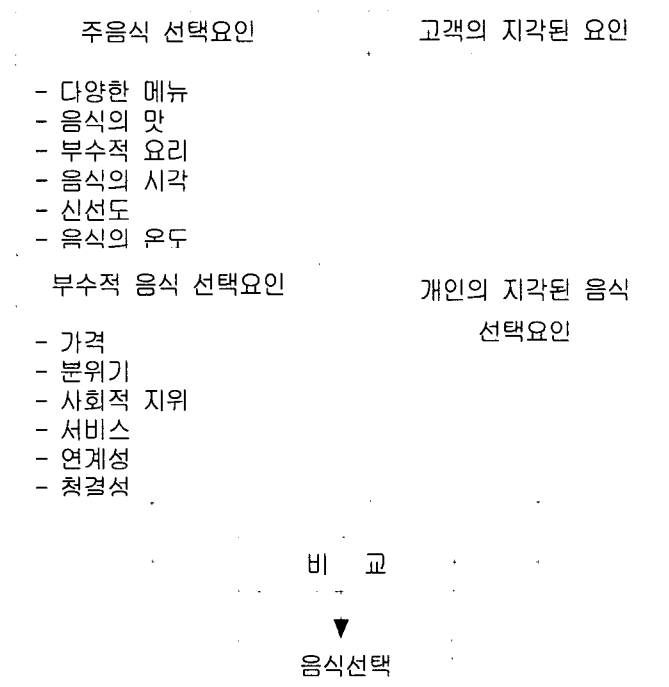 주음식 선택요인
고객의 지각된 요인
- 다양한 메뉴
- 음식의 맛
- 부수적 요리
- 음식의 시각
- 신선도
- 음식의 온도
부수적 음식 선택요인
개인의 지각된 음식
선택요인
- 가격
- 분위기
- 사회적 지위
- 서비스
- 연계성
- 청결성
비 교
음식선택